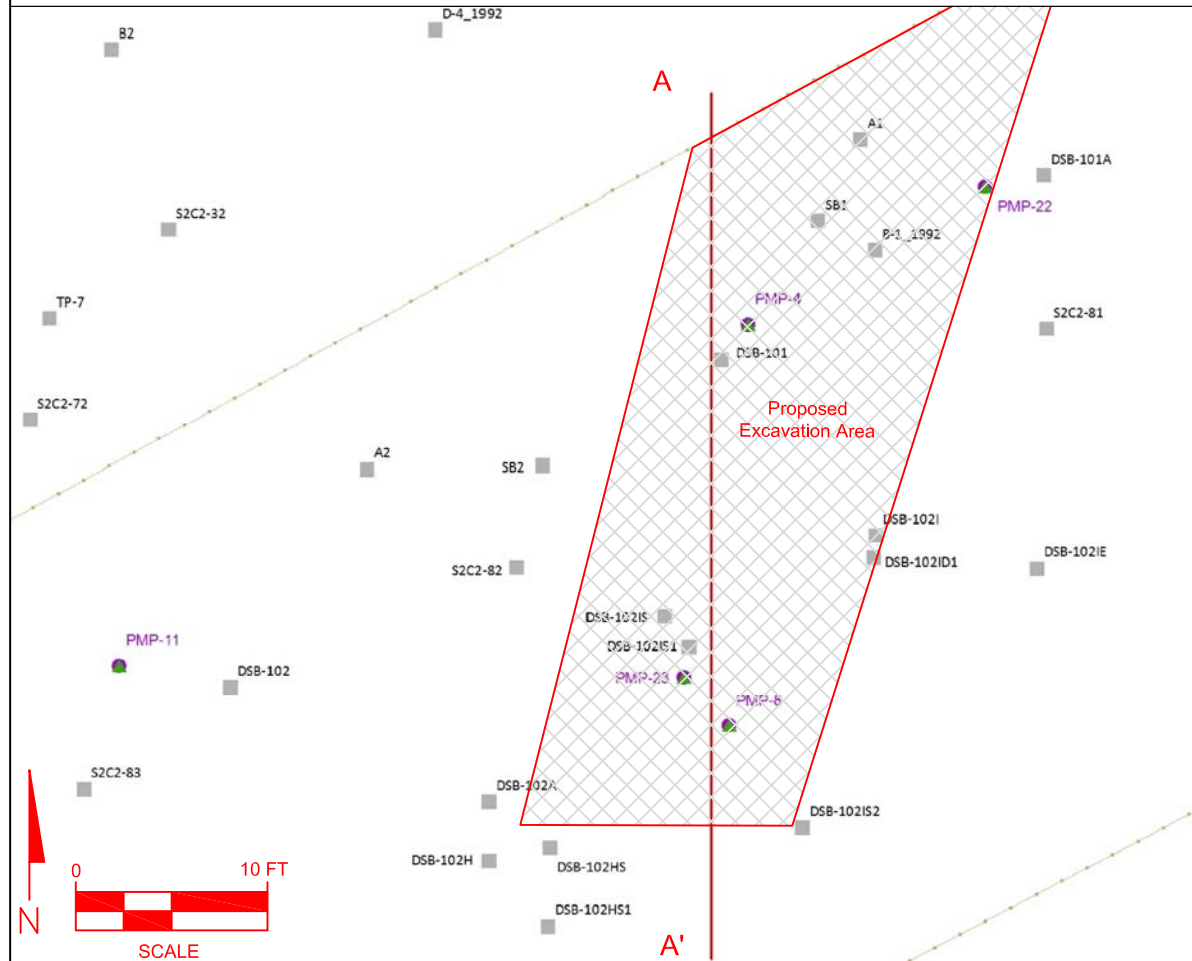 D-4_1992
B2
A
A1
DSB-101A
PMP-22
S2C2-32
SB1
B-1_1992
TP-7
PMP-4
S2C2-81
DSB-101
S2C2-72
Proposed
Excavation Area
A2
SB2
DSB-102I
DSB-102ID1
DSB-102IE
S2C2-82
DSB-102IS
PMP-11
DSB-102IS1
DSB-102
PMP-23
PMP-8
S2C2-83
DSB-102A
DSB-102IS2
DSB-102H
DSB-102HS
0 10 FT
N
DSB-102HS1
SCALE
A'